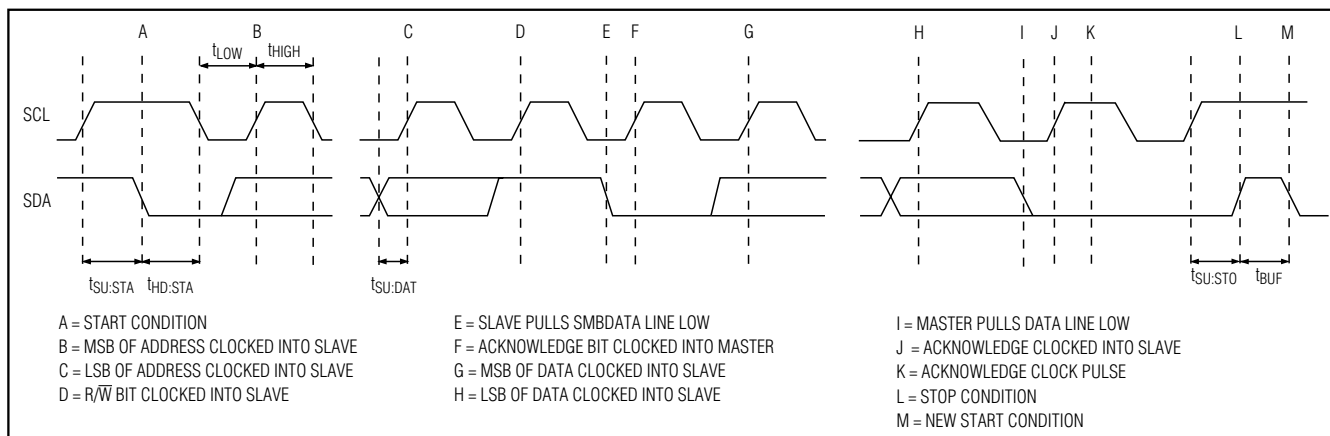 A B C D E F G H I J K L M
tLOW tHIGH
SCL
SDA
tSU:STA tHD:STA tSU:DAT tSU:STO tBUF
A = START CONDITION
B = MSB OF ADDRESS CLOCKED INTO SLAVE
C = LSB OF ADDRESS CLOCKED INTO SLAVE
D = R/W̅ BIT CLOCKED INTO SLAVE
E = SLAVE PULLS SMBDATA LINE LOW
F = ACKNOWLEDGE BIT CLOCKED INTO MASTER
G = MSB OF DATA CLOCKED INTO SLAVE
H = LSB OF DATA CLOCKED INTO SLAVE
I = MASTER PULLS DATA LINE LOW
J = ACKNOWLEDGE CLOCKED INTO SLAVE
K = ACKNOWLEDGE CLOCK PULSE
L = STOP CONDITION
M = NEW START CONDITION